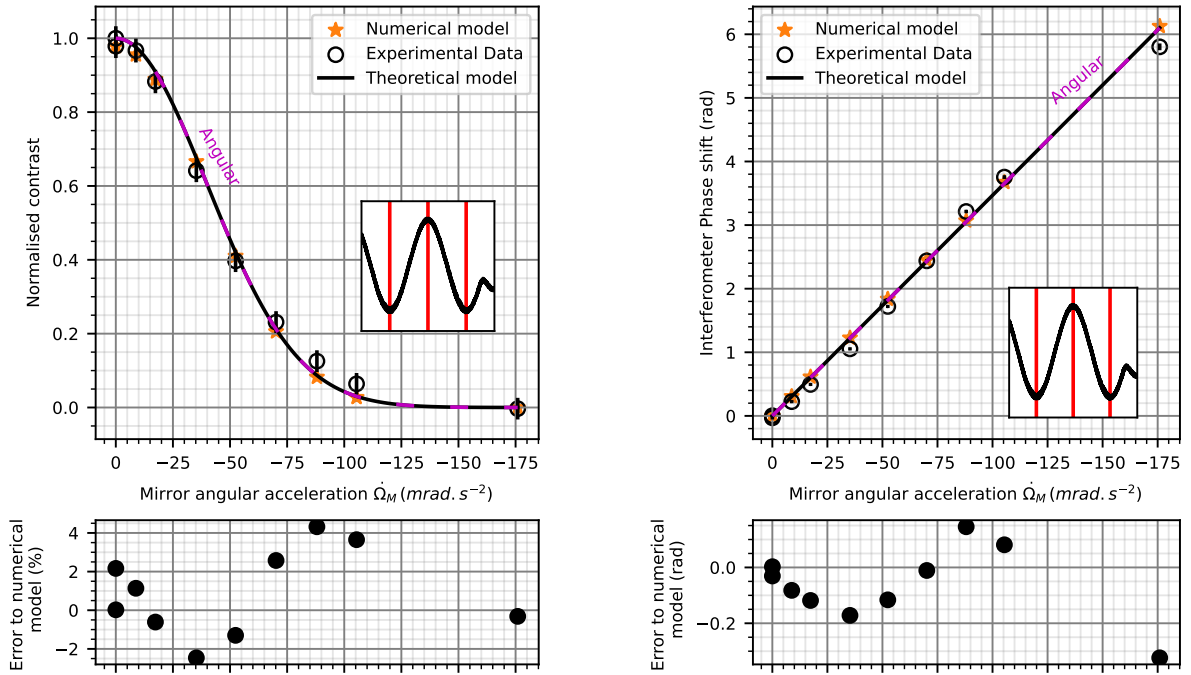 Numerical model
Experimental Data
Theoretical model
Angular
Normalised contrast
1.0
0.8
0.6
0.4
0.2
0.0
0 −25 −50 −75 −100 −125 −150 −175
Mirror angular acceleration Ω̇_M (mrad.s⁻²)
Error to numerical
model (%)
4
2
0
−2
Numerical model
Experimental Data
Theoretical model
Angular
Interferometer Phase shift (rad)
6
5
4
3
2
1
0
0 −25 −50 −75 −100 −125 −150 −175
Mirror angular acceleration Ω̇_M (mrad.s⁻²)
Error to numerical
model (rad)
0.0
−0.2